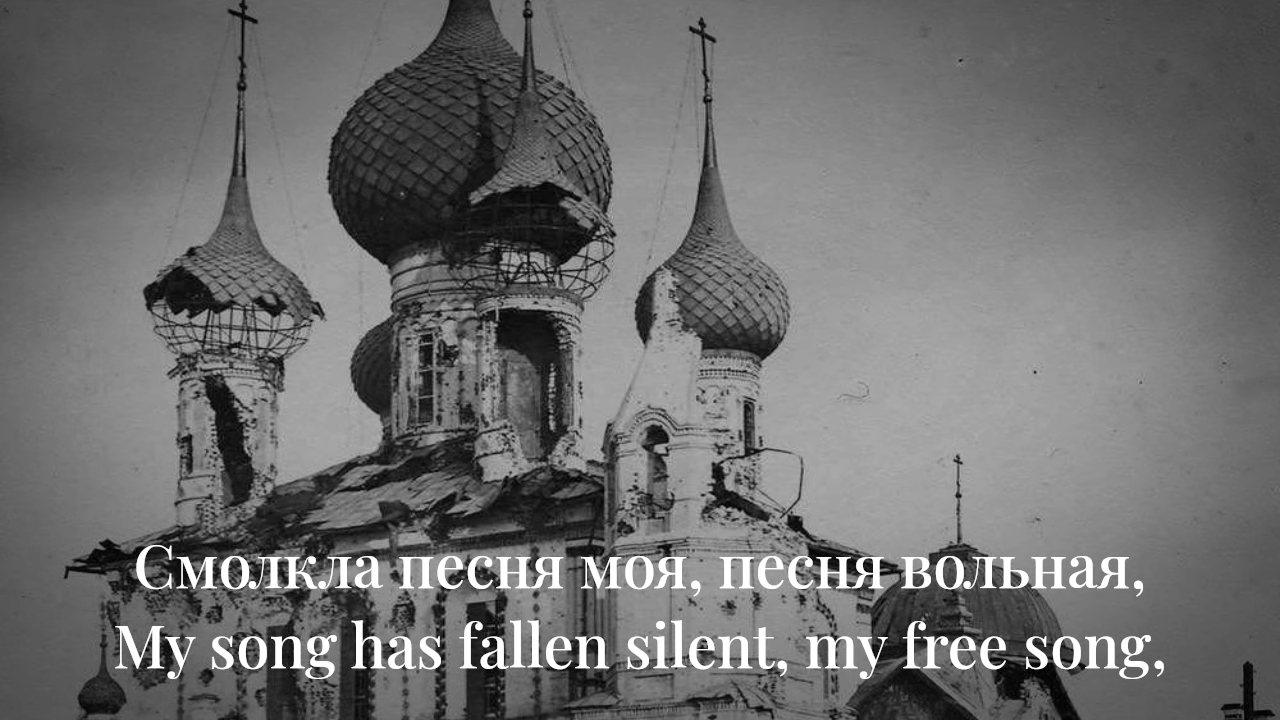 Смолкла песня моя, песня вольная,
My song has fallen silent, my free song,